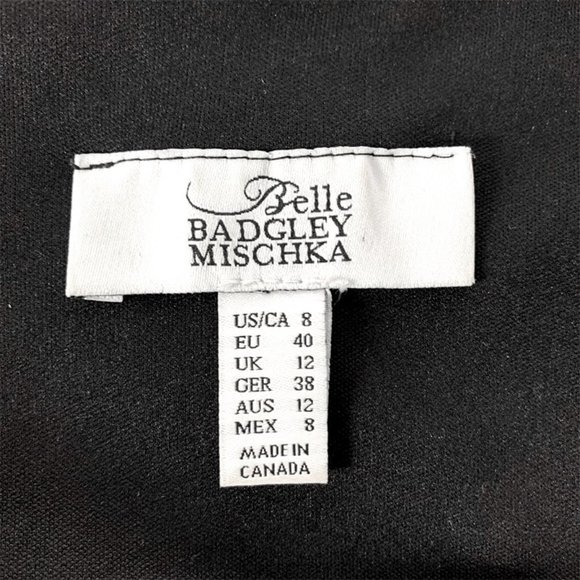 Belle
BADGLEY
MISCHKA
US/CA 8
EU 40
UK 12
GER 38
AUS 12
MEX 8
MADE IN
CANADA